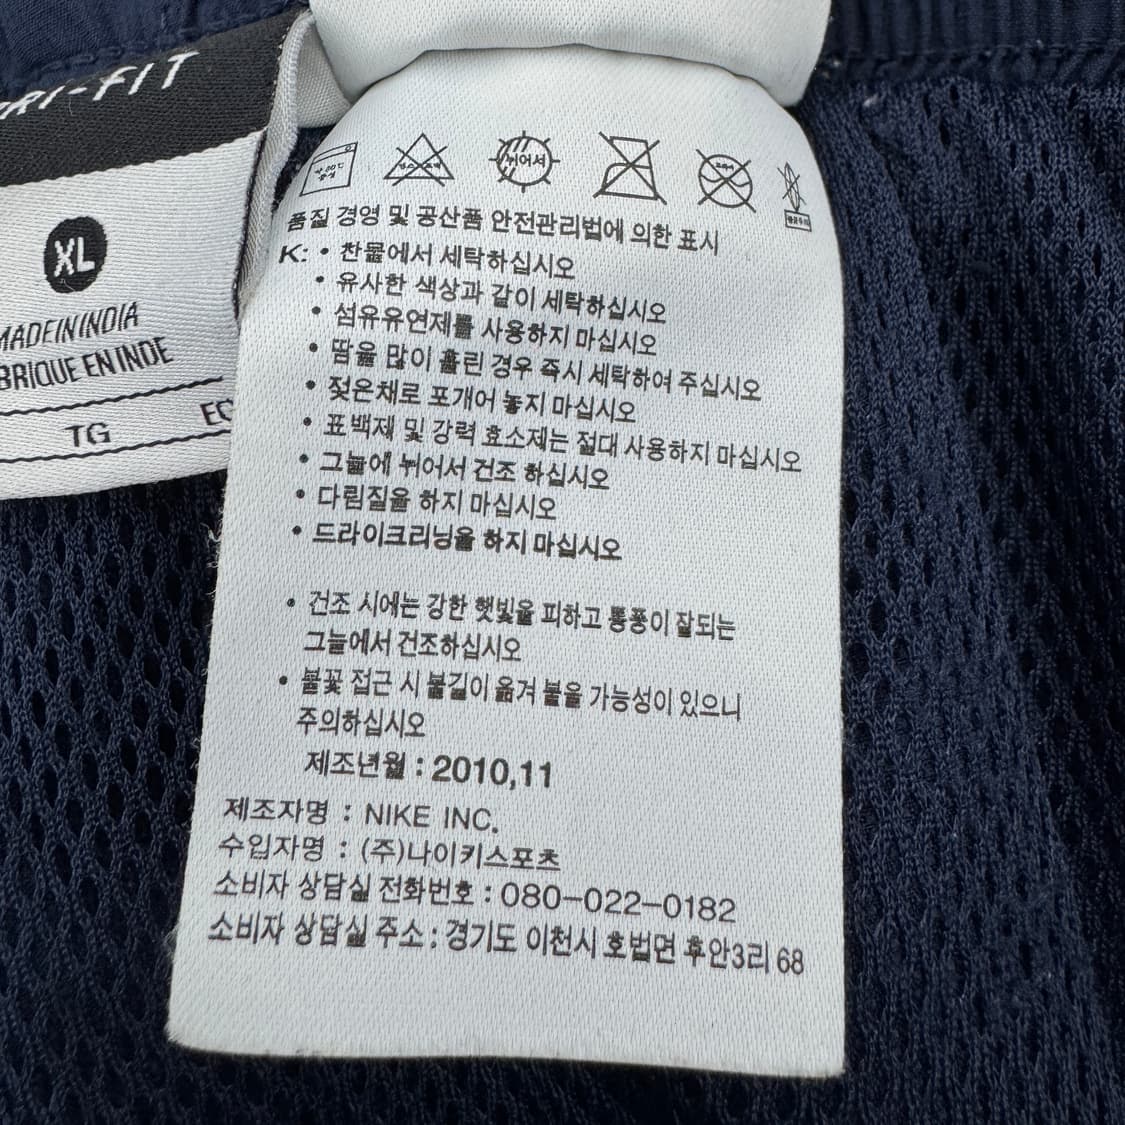 DRI-FIT
XL
MADE IN INDIA
FABRIQUE EN INDE
TG
품질 경영 및 공산품 안전관리법에 의한 표시
K: • 찬물에서 세탁하십시오
• 유사한 색상과 같이 세탁하십시오
• 섬유유연제를 사용하지 마십시오
• 땀을 많이 흘린 경우 즉시 세탁하여 주십시오
• 젖은채로 포개어 놓지 마십시오
• 표백제 및 강력 효소제는 절대 사용하지 마십시오
• 그늘에 뉘어서 건조 하십시오
• 다림질을 하지 마십시오
• 드라이크리닝을 하지 마십시오
• 건조 시에는 강한 햇빛을 피하고 통풍이 잘되는
그늘에서 건조하십시오
• 불꽃 접근 시 불길이 옮겨 붙을 가능성이 있으니
주의하십시오
제조년월 : 2010,11
제조자명 : NIKE INC.
수입자명 : (주)나이키스포츠
소비자 상담실 전화번호 : 080-022-0182
소비자 상담실 주소 : 경기도 이천시 호법면 후안3리 68